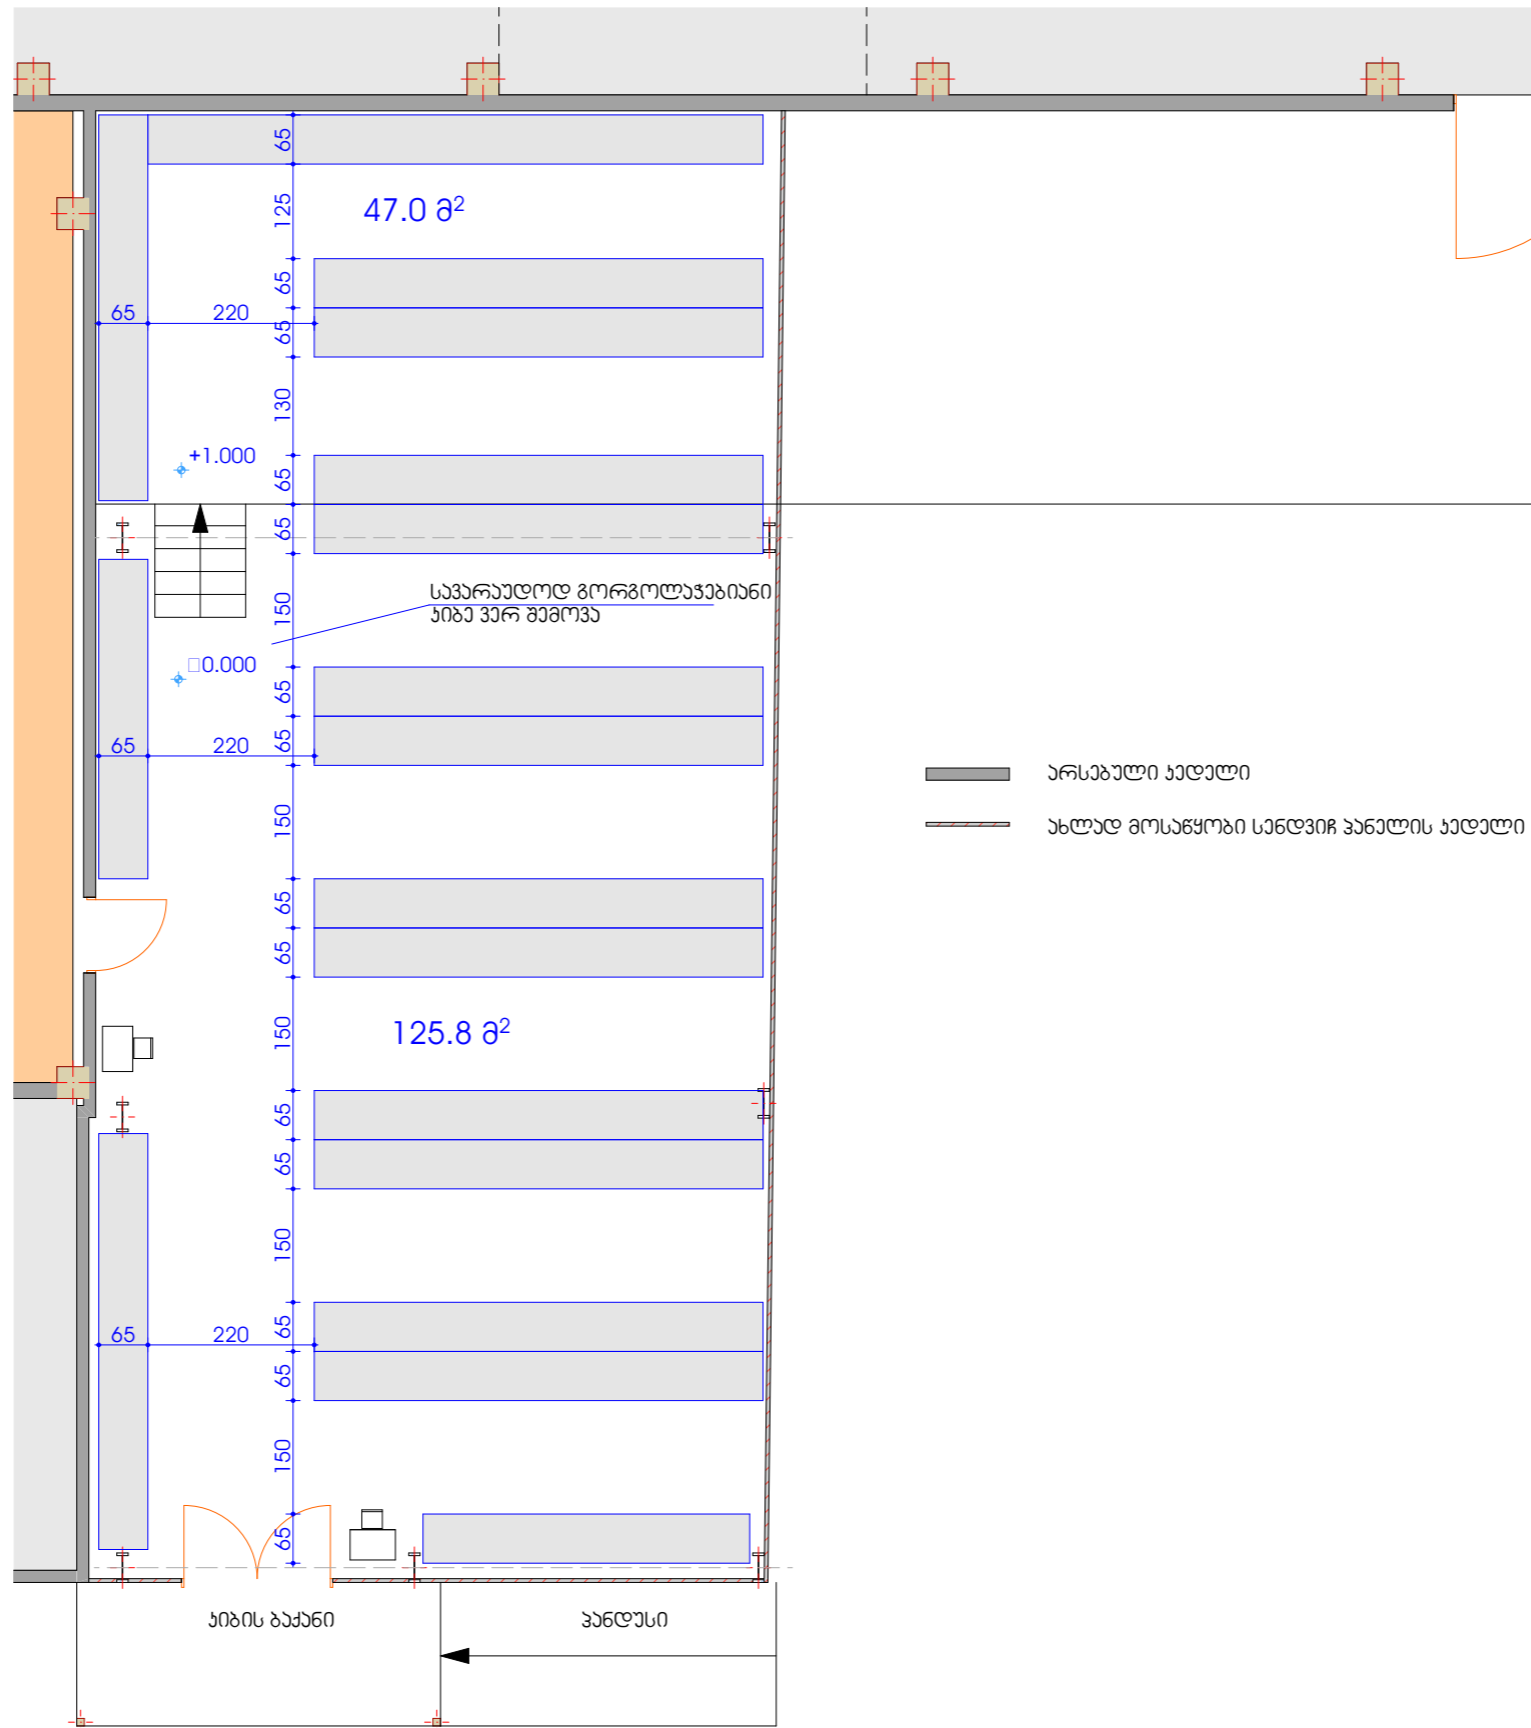 65
125
47.0 მ²
65
65 220
65
130
+1.000
65
65
სავარაუდოდ გორგოლაჭებიანი
კიბე ვერ შემოვა
150
□0.000
65
65 220 65
150
არსებული კედელი
ახლად მოსაწყობი სენდვიჩ პანელის კედელი
65
65
150
125.8 მ²
65
65
150
65
65 220
65
150
65
კიბის ბაქანი
პანდუსი